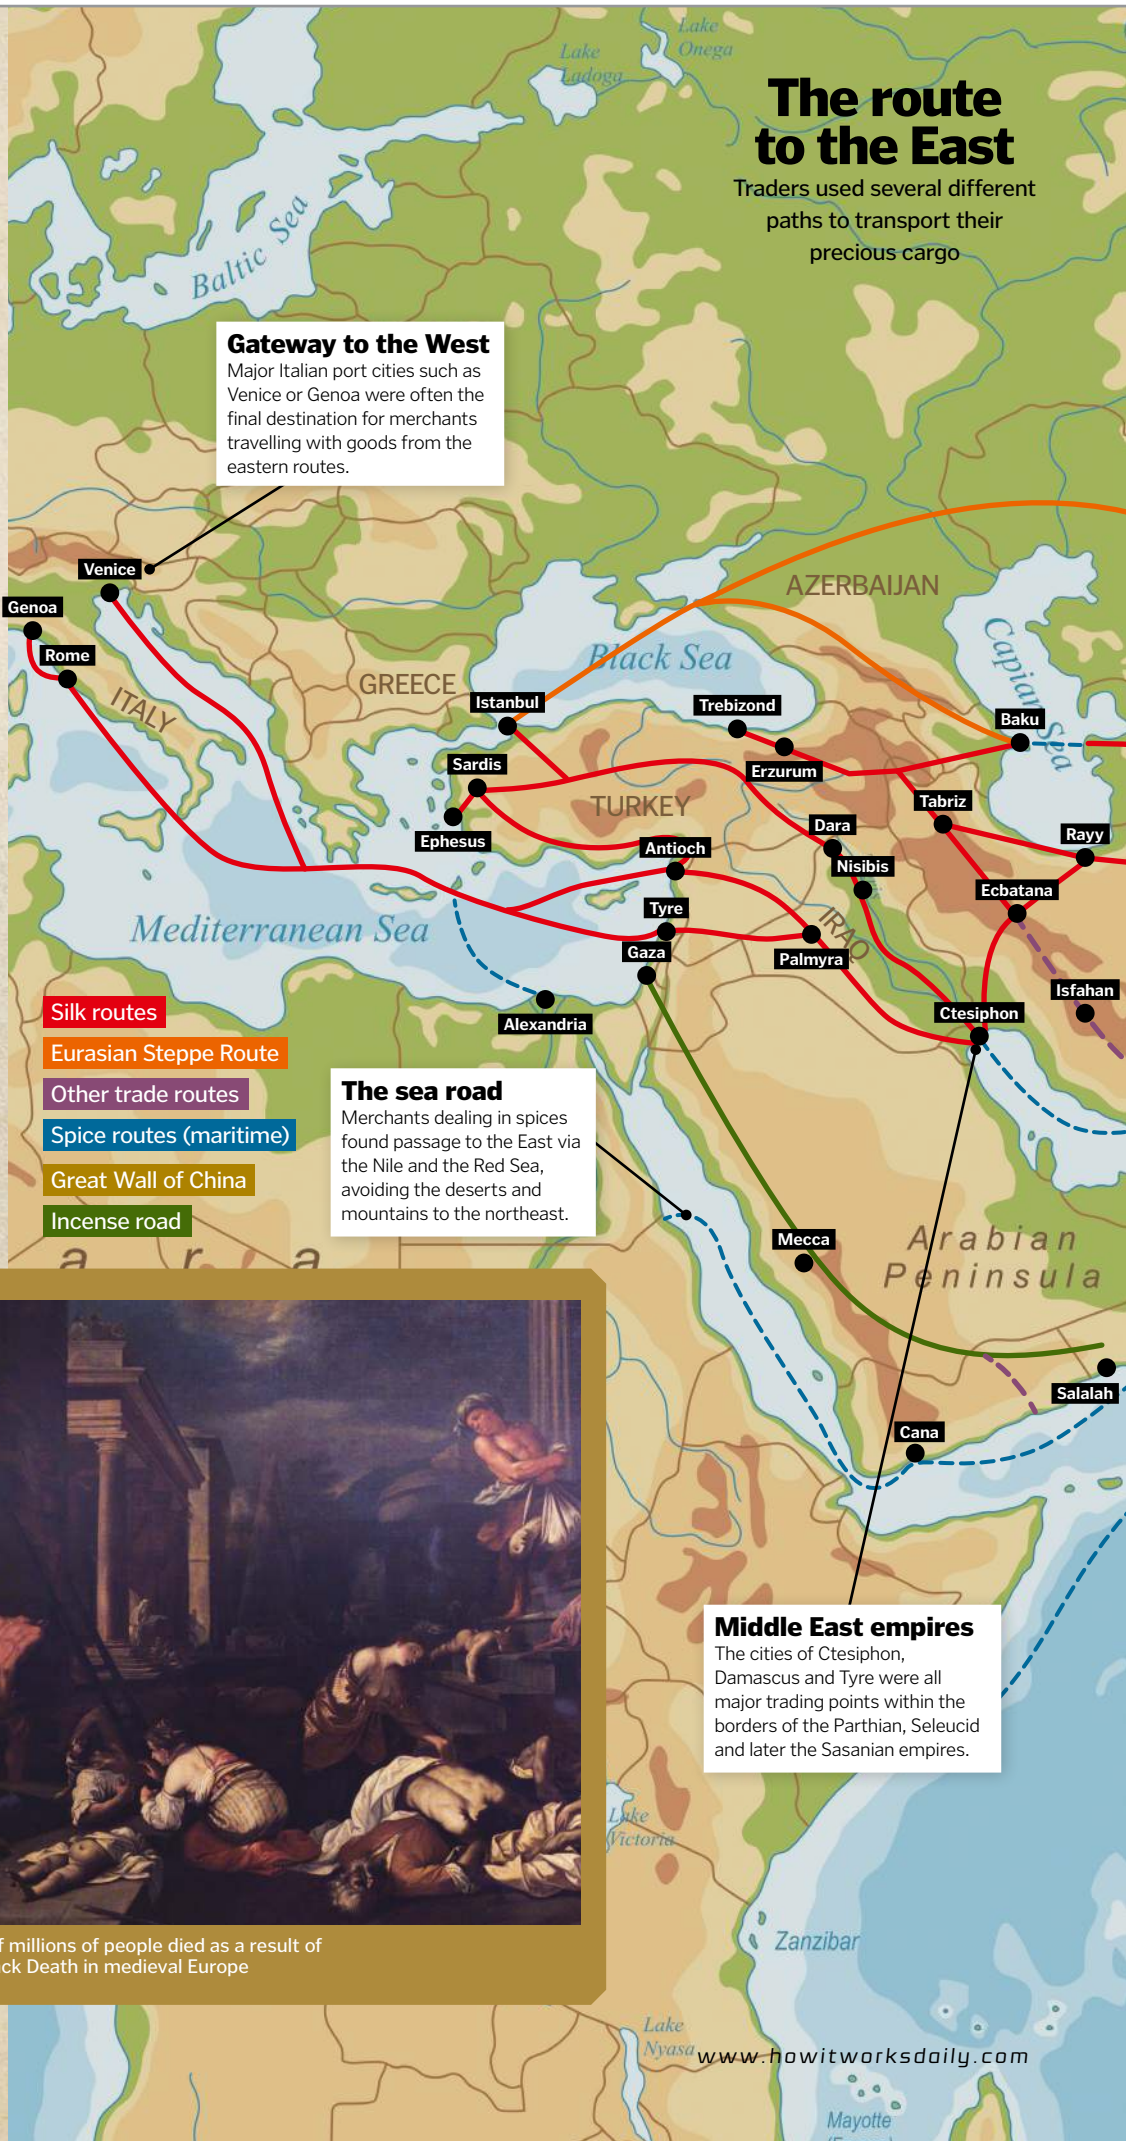 The route
to the East
Traders used several different
paths to transport their
precious cargo
Lake
Onega
Lake
Ladoga
Baltic Sea
Gateway to the West
Major Italian port cities such as
Venice or Genoa were often the
final destination for merchants
travelling with goods from the
eastern routes.
Venice
Genoa
Rome
ITALY
GREECE
AZERBAIJAN
Black Sea
Capian Sea
Istanbul
Trebizond
Baku
Sardis
Erzurum
TURKEY
Tabriz
Ephesus
Dara
Rayy
Antioch
Nisibis
Ecbatana
Tyre
IRAQ
Mediterranean Sea
Gaza
Palmyra
Isfahan
Alexandria
Ctesiphon
Silk routes
Eurasian Steppe Route
Other trade routes
Spice routes (maritime)
Great Wall of China
Incense road
The sea road
Merchants dealing in spices
found passage to the East via
the Nile and the Red Sea,
avoiding the deserts and
mountains to the northeast.
a r a
Mecca
Arabian
Peninsula
Salalah
Cana
Middle East empires
The cities of Ctesiphon,
Damascus and Tyre were all
major trading points within the
borders of the Parthian, Seleucid
and later the Sasanian empires.
Lake
Victoria
f millions of people died as a result of
ck Death in medieval Europe
Zanzibar
Lake
Nyasa
www.howitworksdaily.com
Mayotte